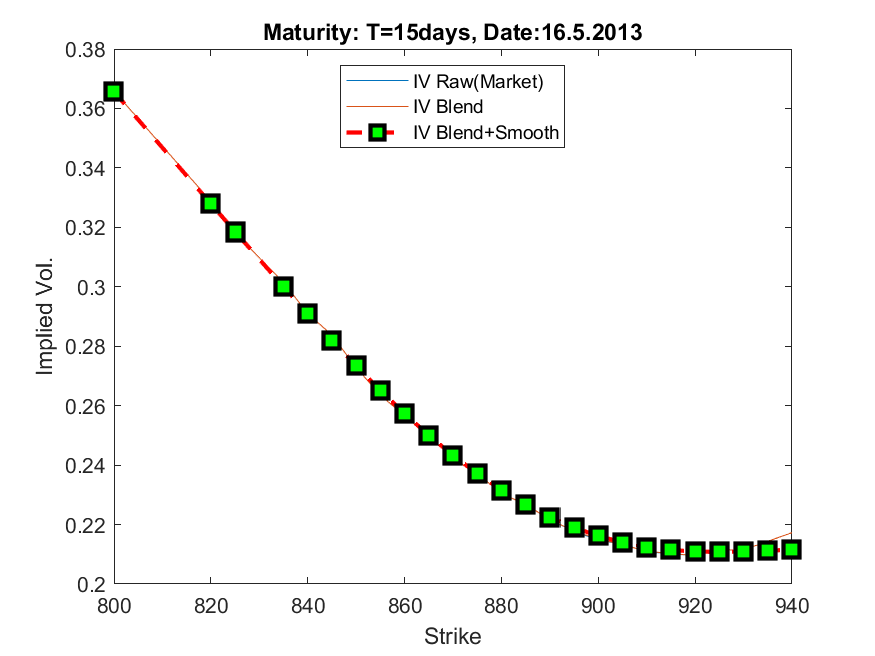 Maturity: T=15days, Date:16.5.2013
IV Raw(Market)
IV Blend
IV Blend+Smooth
Implied Vol.
0.38
0.36
0.34
0.32
0.3
0.28
0.26
0.24
0.22
0.2
800 820 840 860 880 900 920 940
Strike